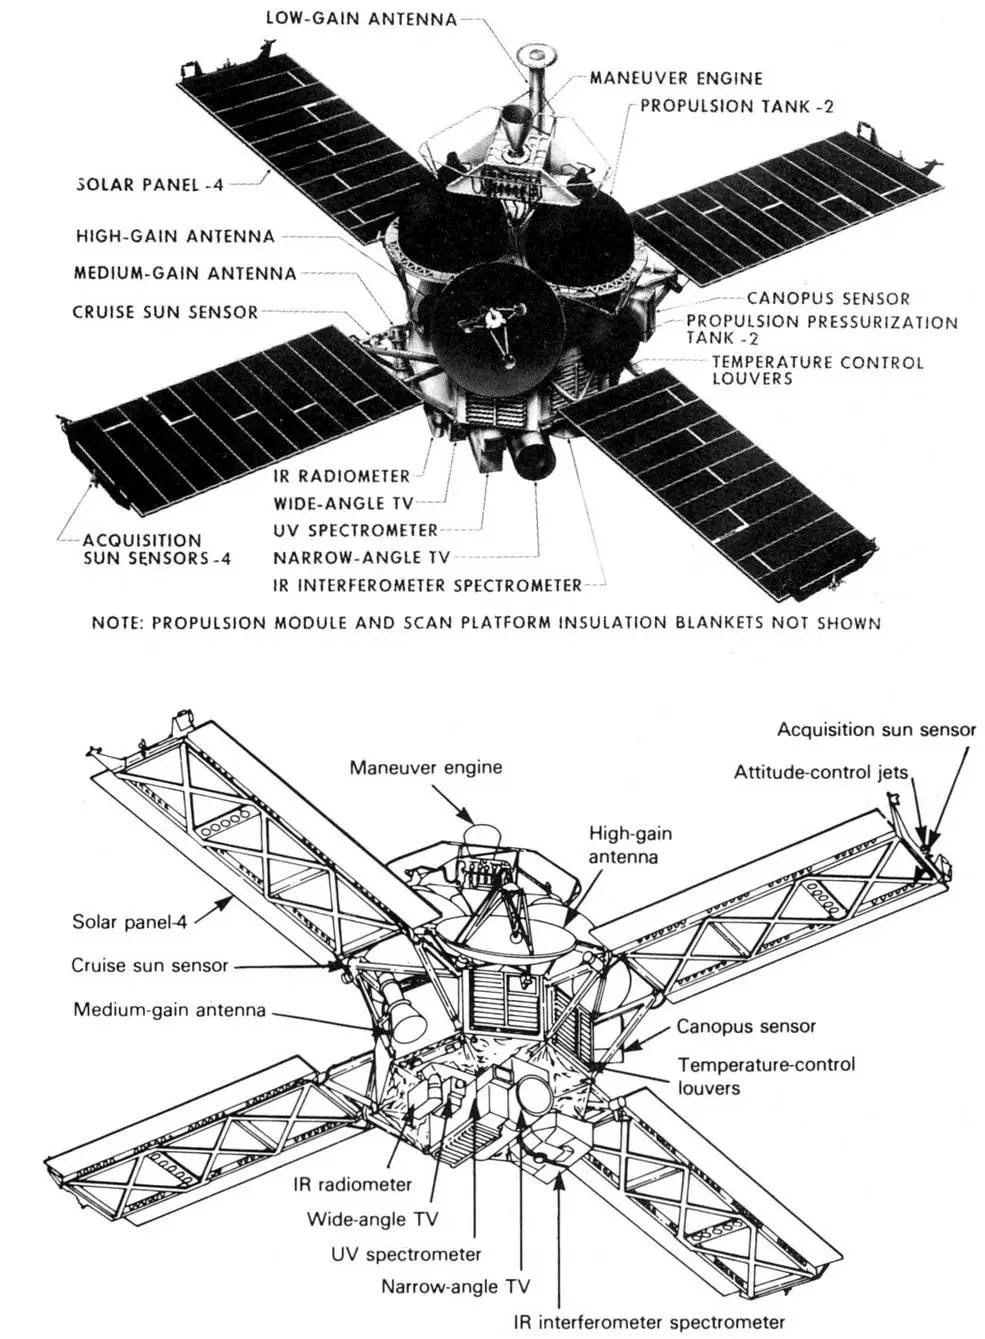 LOW-GAIN ANTENNA
MANEUVER ENGINE
PROPULSION TANK -2
SOLAR PANEL -4
HIGH-GAIN ANTENNA
MEDIUM-GAIN ANTENNA
CRUISE SUN SENSOR
CANOPUS SENSOR
PROPULSION PRESSURIZATION
TANK -2
TEMPERATURE CONTROL
LOUVERS
IR RADIOMETER
WIDE-ANGLE TV
UV SPECTROMETER
NARROW-ANGLE TV
IR INTERFEROMETER SPECTROMETER
ACQUISITION
SUN SENSORS -4
NOTE: PROPULSION MODULE AND SCAN PLATFORM INSULATION BLANKETS NOT SHOWN
Acquisition sun sensor
Attitude-control jets
Maneuver engine
High-gain
antenna
Solar panel-4
Cruise sun sensor
Medium-gain antenna
Canopus sensor
Temperature-control
louvers
IR radiometer
Wide-angle TV
UV spectrometer
Narrow-angle TV
IR interferometer spectrometer